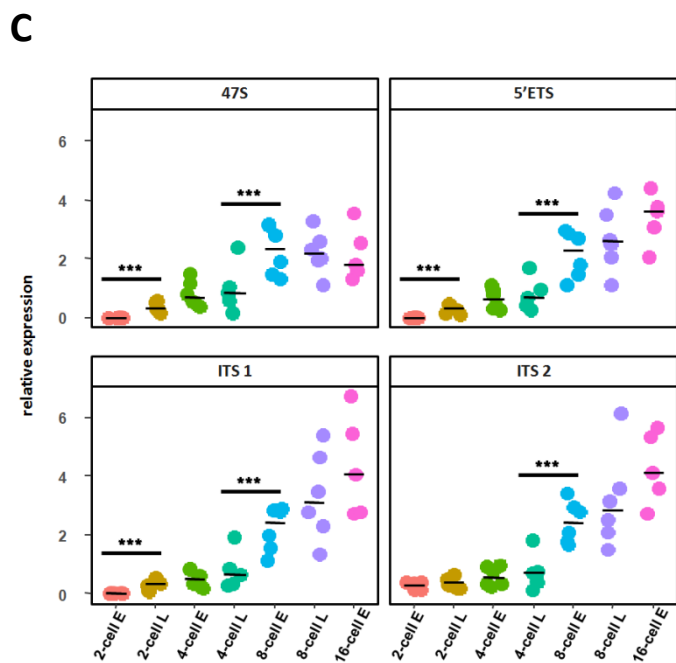 C
47S
5'ETS
6
4
2
0
***
***
***
***
relative expression
ITS 1
ITS 2
6
4
2
0
***
***
***
2-cell E
2-cell L
4-cell E
4-cell L
8-cell E
8-cell L
16-cell E
2-cell E
2-cell L
4-cell E
4-cell L
8-cell E
8-cell L
16-cell E